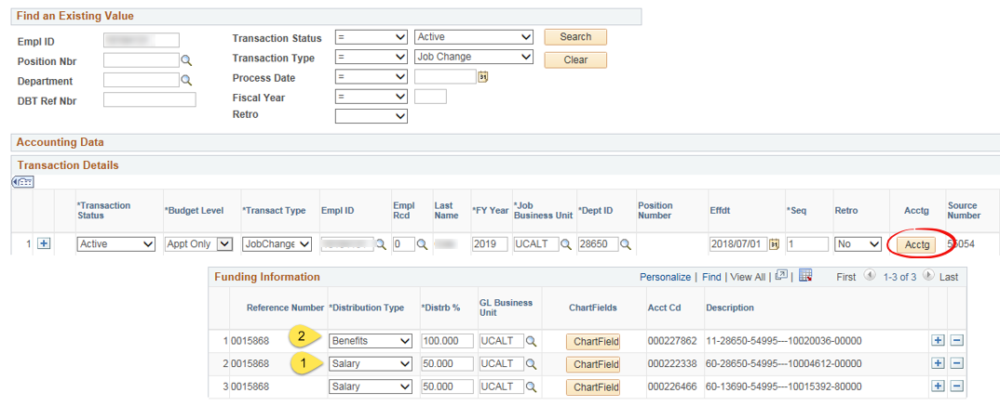 Find an Existing Value
Empl ID
Transaction Status = Active Search
Position Nbr
Transaction Type = Job Change Clear
Department
Process Date = 31
DBT Ref Nbr
Fiscal Year =
Retro
Accounting Data
Transaction Details
*Transaction Status *Budget Level *Transact Type Empl ID Empl Rcd Last Name *FY Year *Job Business Unit *Dept ID Position Number Effdt *Seq Retro Acctg Source Number
1 Active Appt Only JobChange 0 2019 UCALT 28650 2018/07/01 31 1 No Acctg
Funding Information Personalize | Find | View All | | First 1-3 of 3 Last
Reference Number *Distribution Type *Distrb % GL Business Unit ChartFields Acct Cd Description
1 0015868 2 Benefits 100.000 UCALT ChartField 000227862 11-28650-54995---10020036-00000
2 0015868 1 Salary 50.000 UCALT ChartField 000222338 60-28650-54995---10004612-00000
3 0015868 Salary 50.000 UCALT ChartField 000226466 60-13690-54995---10015392-80000